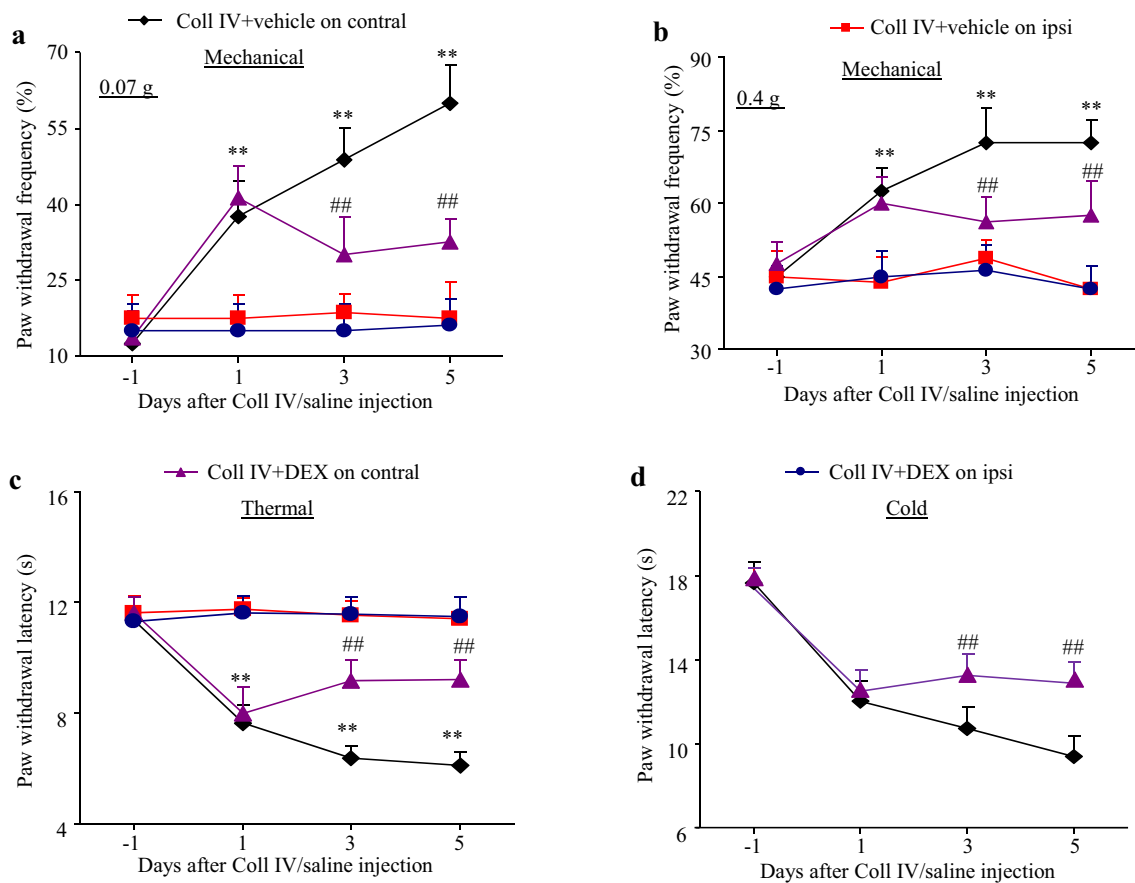 Coll IV+vehicle on contral
Coll IV+vehicle on ipsi
a
Mechanical
0.07 g
Paw withdrawal frequency (%)
70
55
40
25
10
**
**
**
##
##
-1 1 3 5
Days after Coll IV/saline injection
b
Mechanical
0.4 g
Paw withdrawal frequency (%)
90
75
60
45
30
**
**
**
##
##
-1 1 3 5
Days after Coll IV/saline injection
Coll IV+DEX on contral
Coll IV+DEX on ipsi
c
Thermal
Paw withdrawal latency (s)
16
12
8
4
**
##
##
**
**
-1 1 3 5
Days after Coll IV/saline injection
d
Cold
Paw withdrawal latency (s)
22
18
14
10
6
##
##
-1 1 3 5
Days after Coll IV/saline injection